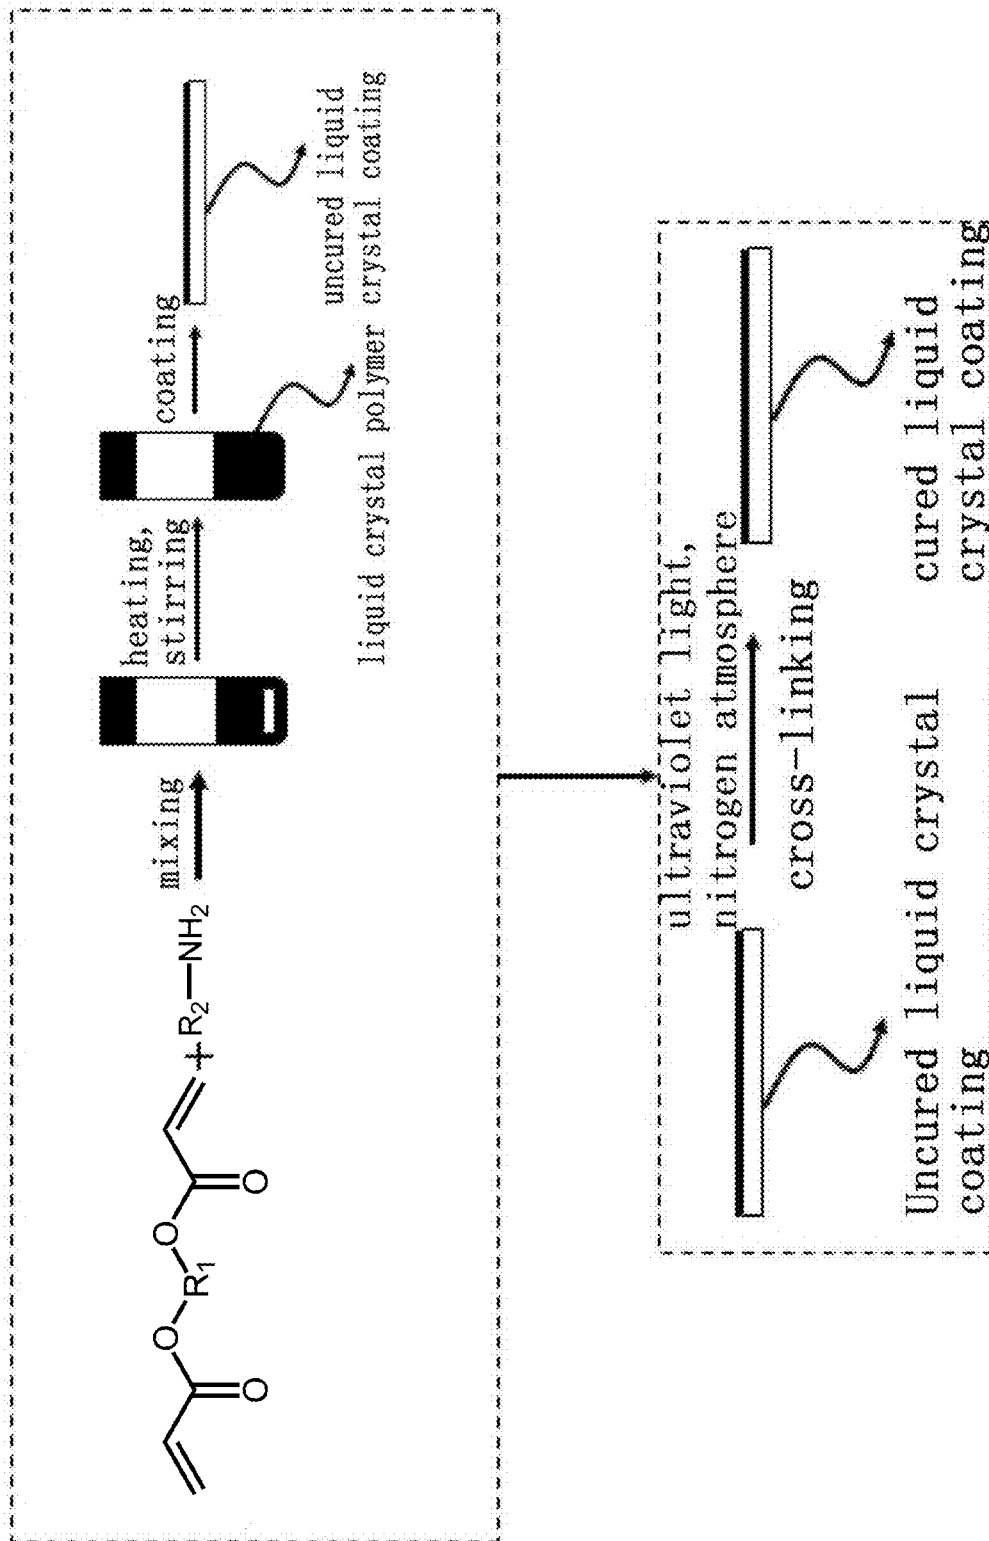 O
R1
O
O
O
+
R2—NH2
mixing
heating,
stirring
coating
liquid crystal polymer
uncured liquid
crystal coating
ultraviolet light,
nitrogen atmosphere
cross-linking
Uncured liquid crystal
coating
cured liquid
crystal coating